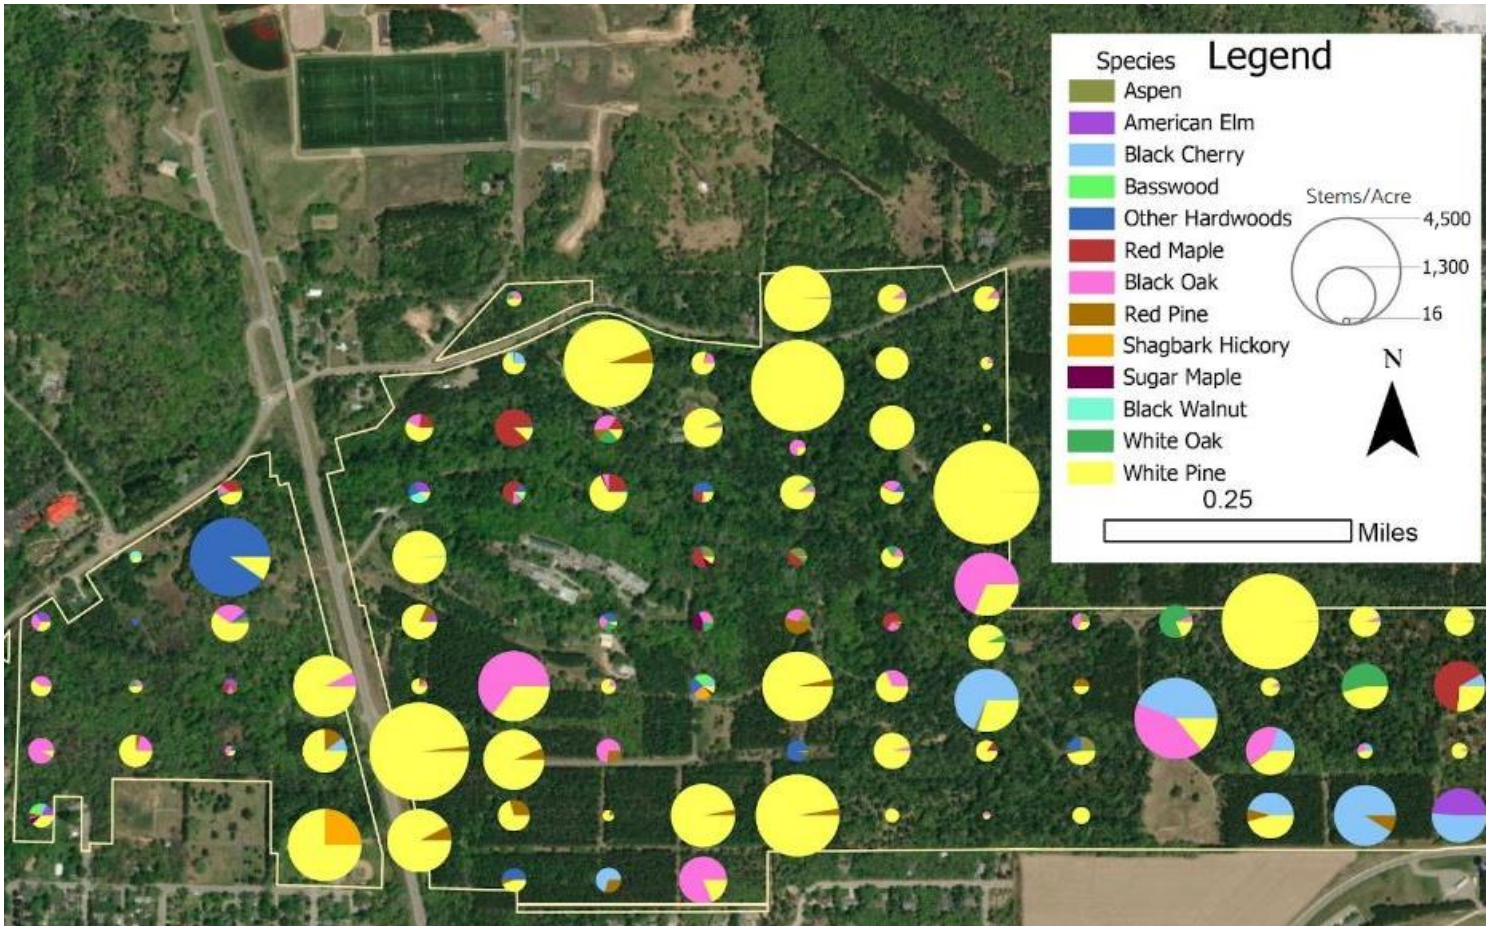 Legend
Species
Aspen
American Elm
Black Cherry
Basswood
Other Hardwoods
Red Maple
Black Oak
Red Pine
Shagbark Hickory
Sugar Maple
Black Walnut
White Oak
White Pine
Stems/Acre
4,500
1,300
16
N
0.25
Miles